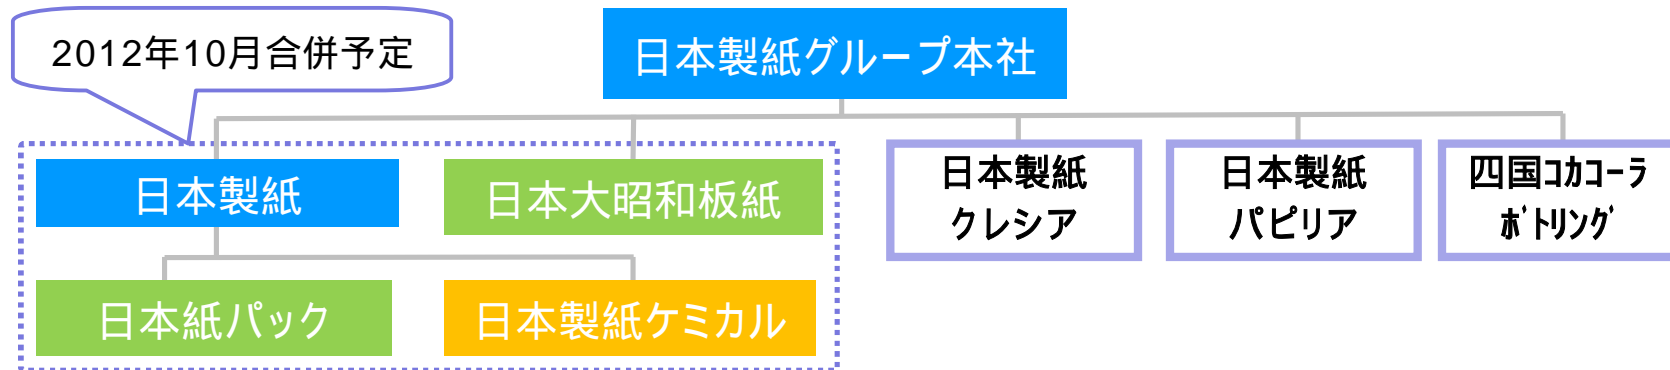 2012年10月合併予定
日本製紙グループ本社
日本製紙
日本大昭和板紙
日本製紙
クレシア
日本製紙
パピリア
四国ｺｶｺｰﾗ
ﾎﾞﾄﾘﾝｸﾞ
日本紙パック
日本製紙ケミカル